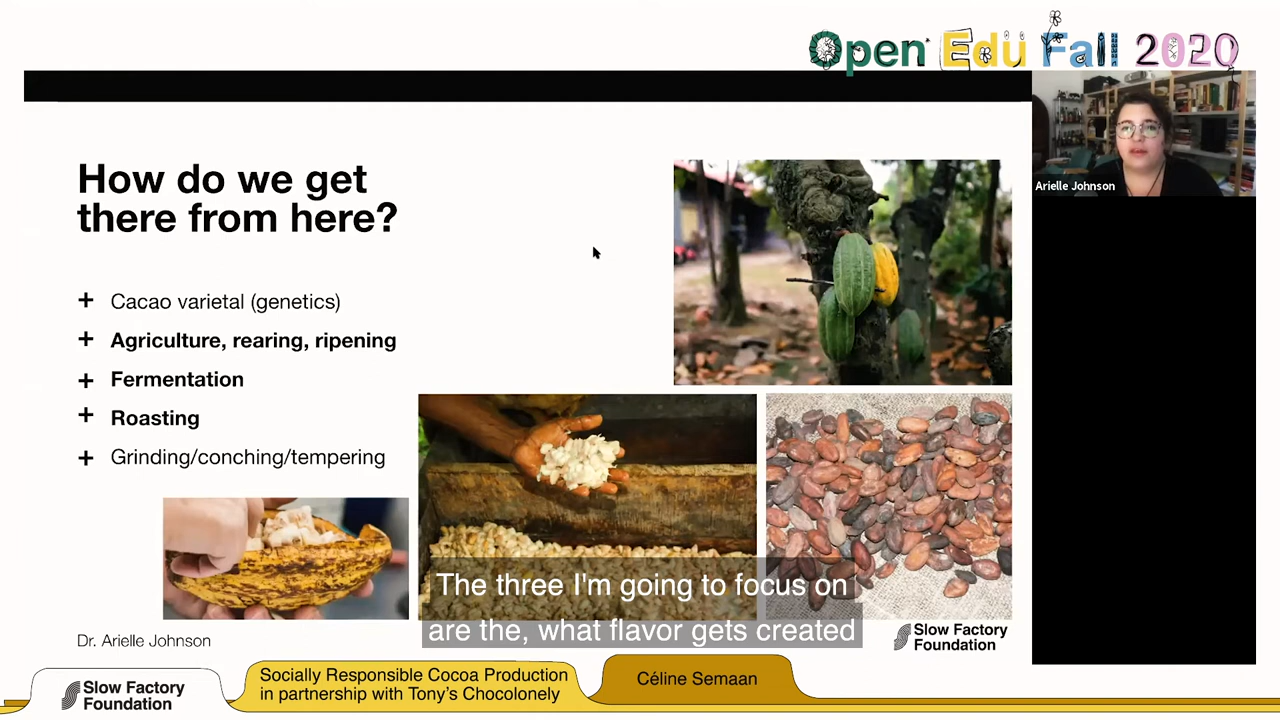 Open Edu Fall 2020
Arielle Johnson
How do we get
there from here?
+ Cacao varietal (genetics)
+ Agriculture, rearing, ripening
+ Fermentation
+ Roasting
+ Grinding/conching/tempering
The three I'm going to focus on
are the, what flavor gets created
Dr. Arielle Johnson
Slow Factory
Foundation
Slow Factory
Foundation
Socially Responsible Cocoa Production
in partnership with Tony's Chocolonely
Céline Semaan